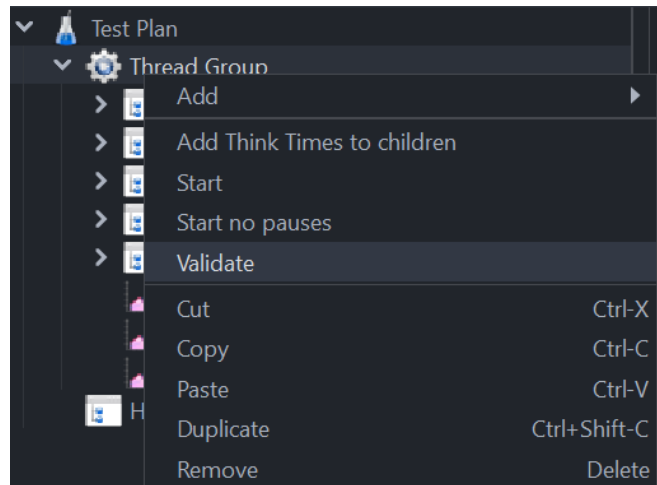 Test Plan
Thread Group
Add
Add Think Times to children
Start
Start no pauses
Validate
Cut Ctrl-X
Copy Ctrl-C
Paste Ctrl-V
H
Duplicate Ctrl+Shift-C
Remove Delete